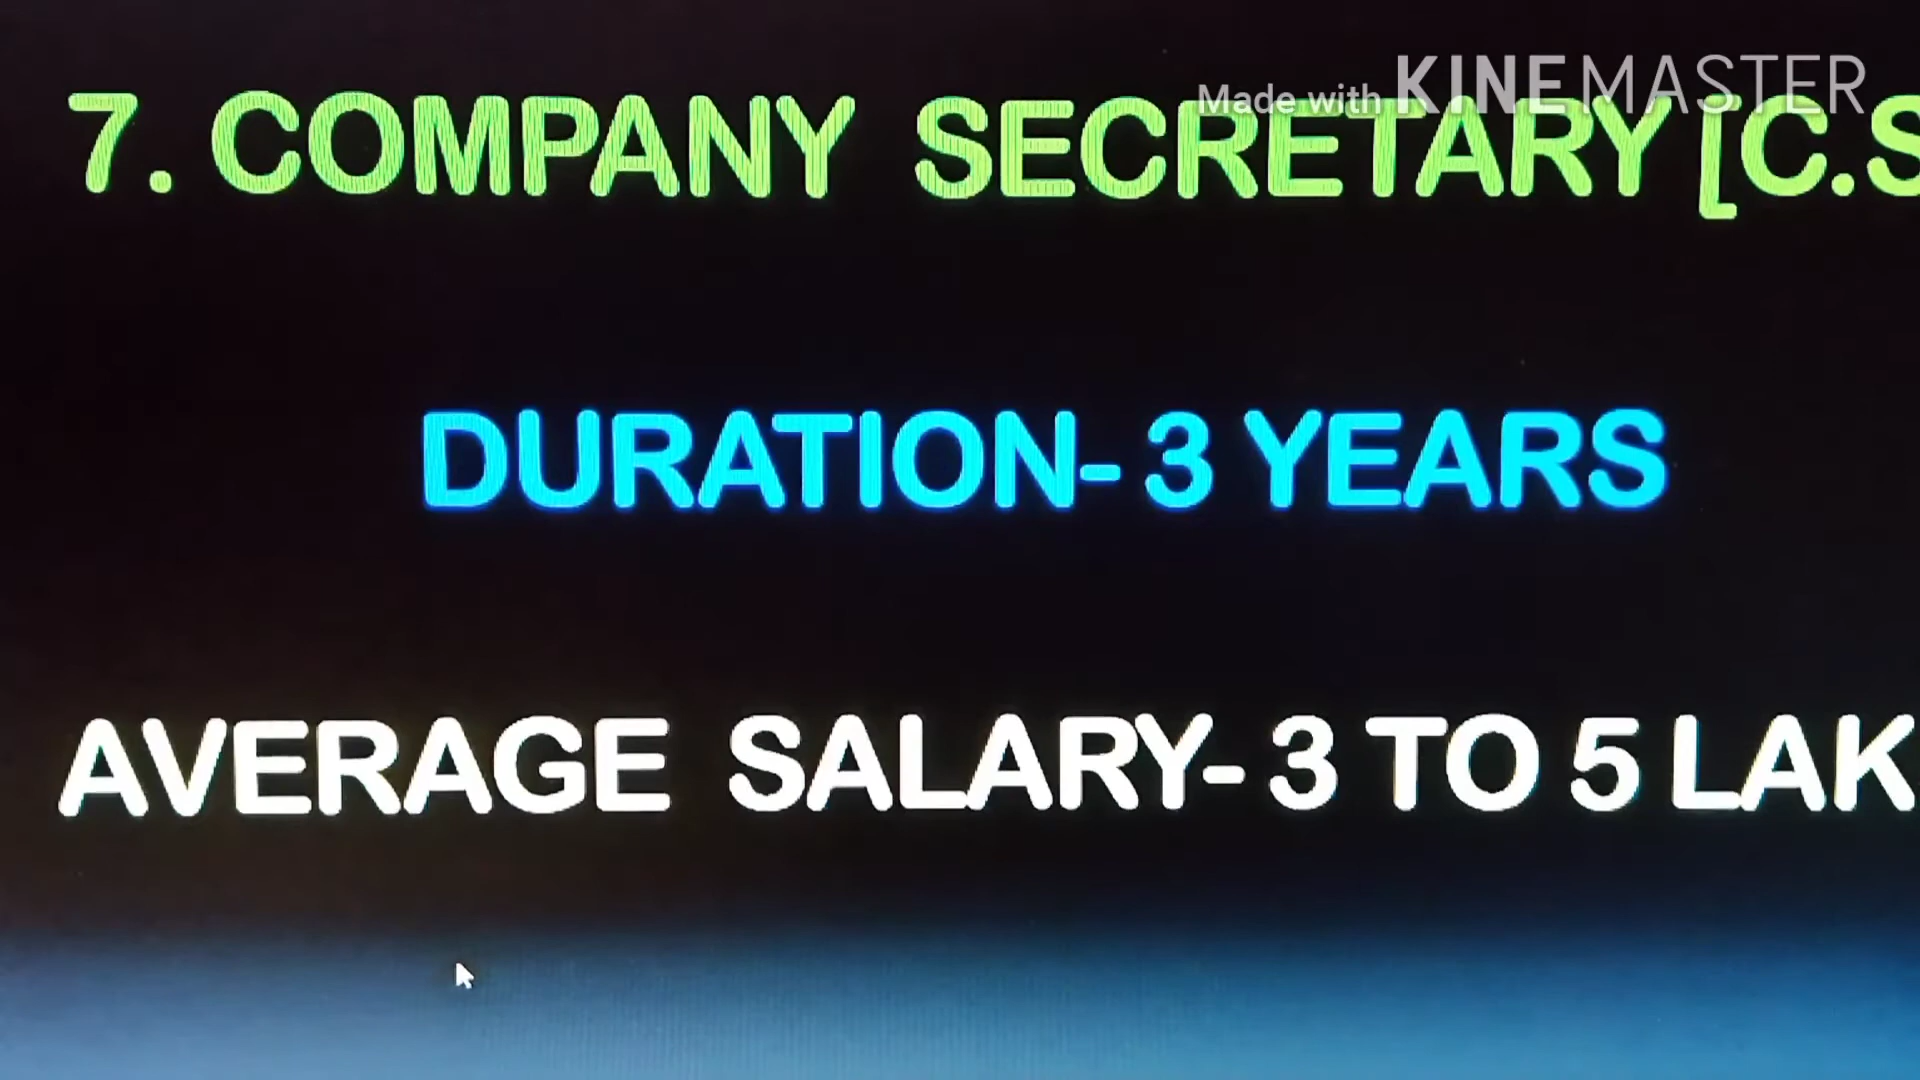 Made with KINEMASTER
7. COMPANY SECRETARY [C.S
DURATION- 3 YEARS
AVERAGE SALARY- 3 TO 5 LAK